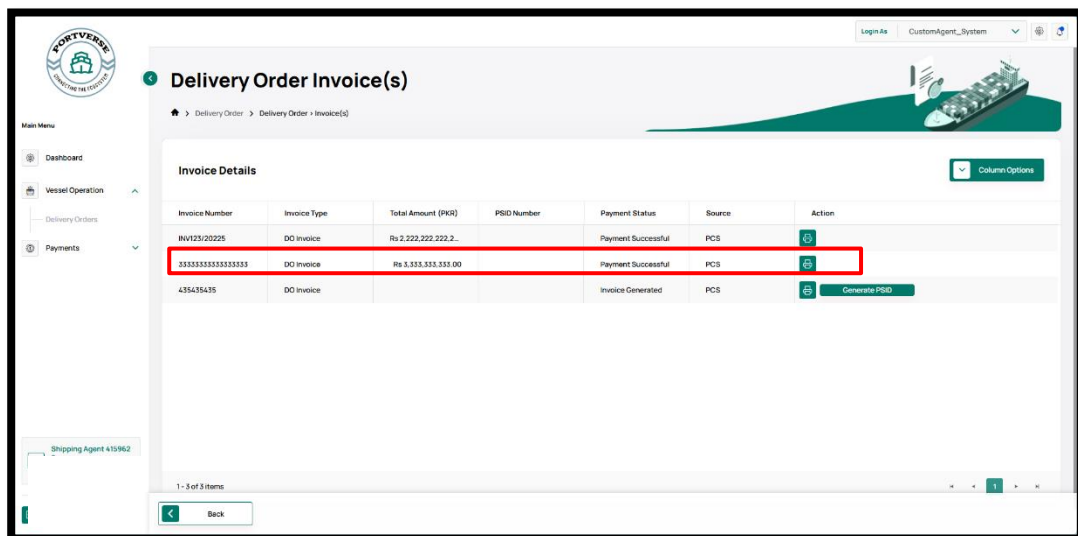 PORTVERSE
CONNECTING THE ECOSYSTEM
Login As CustomAgent_System
Delivery Order Invoice(s)
> Delivery Order > Delivery Order > Invoice(s)
Main Menu
Dashboard
Vessel Operation
Delivery Orders
Payments
Invoice Details
Column Options
Invoice Number Invoice Type Total Amount (PKR) PSID Number Payment Status Source Action
INV123/20225 DO Invoice Rs 2,222,222,222,2... Payment Successful PCS
33333333333333333 DO Invoice Rs 3,333,333,333.00 Payment Successful PCS
435435435 DO Invoice Invoice Generated PCS Generate PSID
Shipping Agent 415962
1 - 3 of 3 items
1
Back